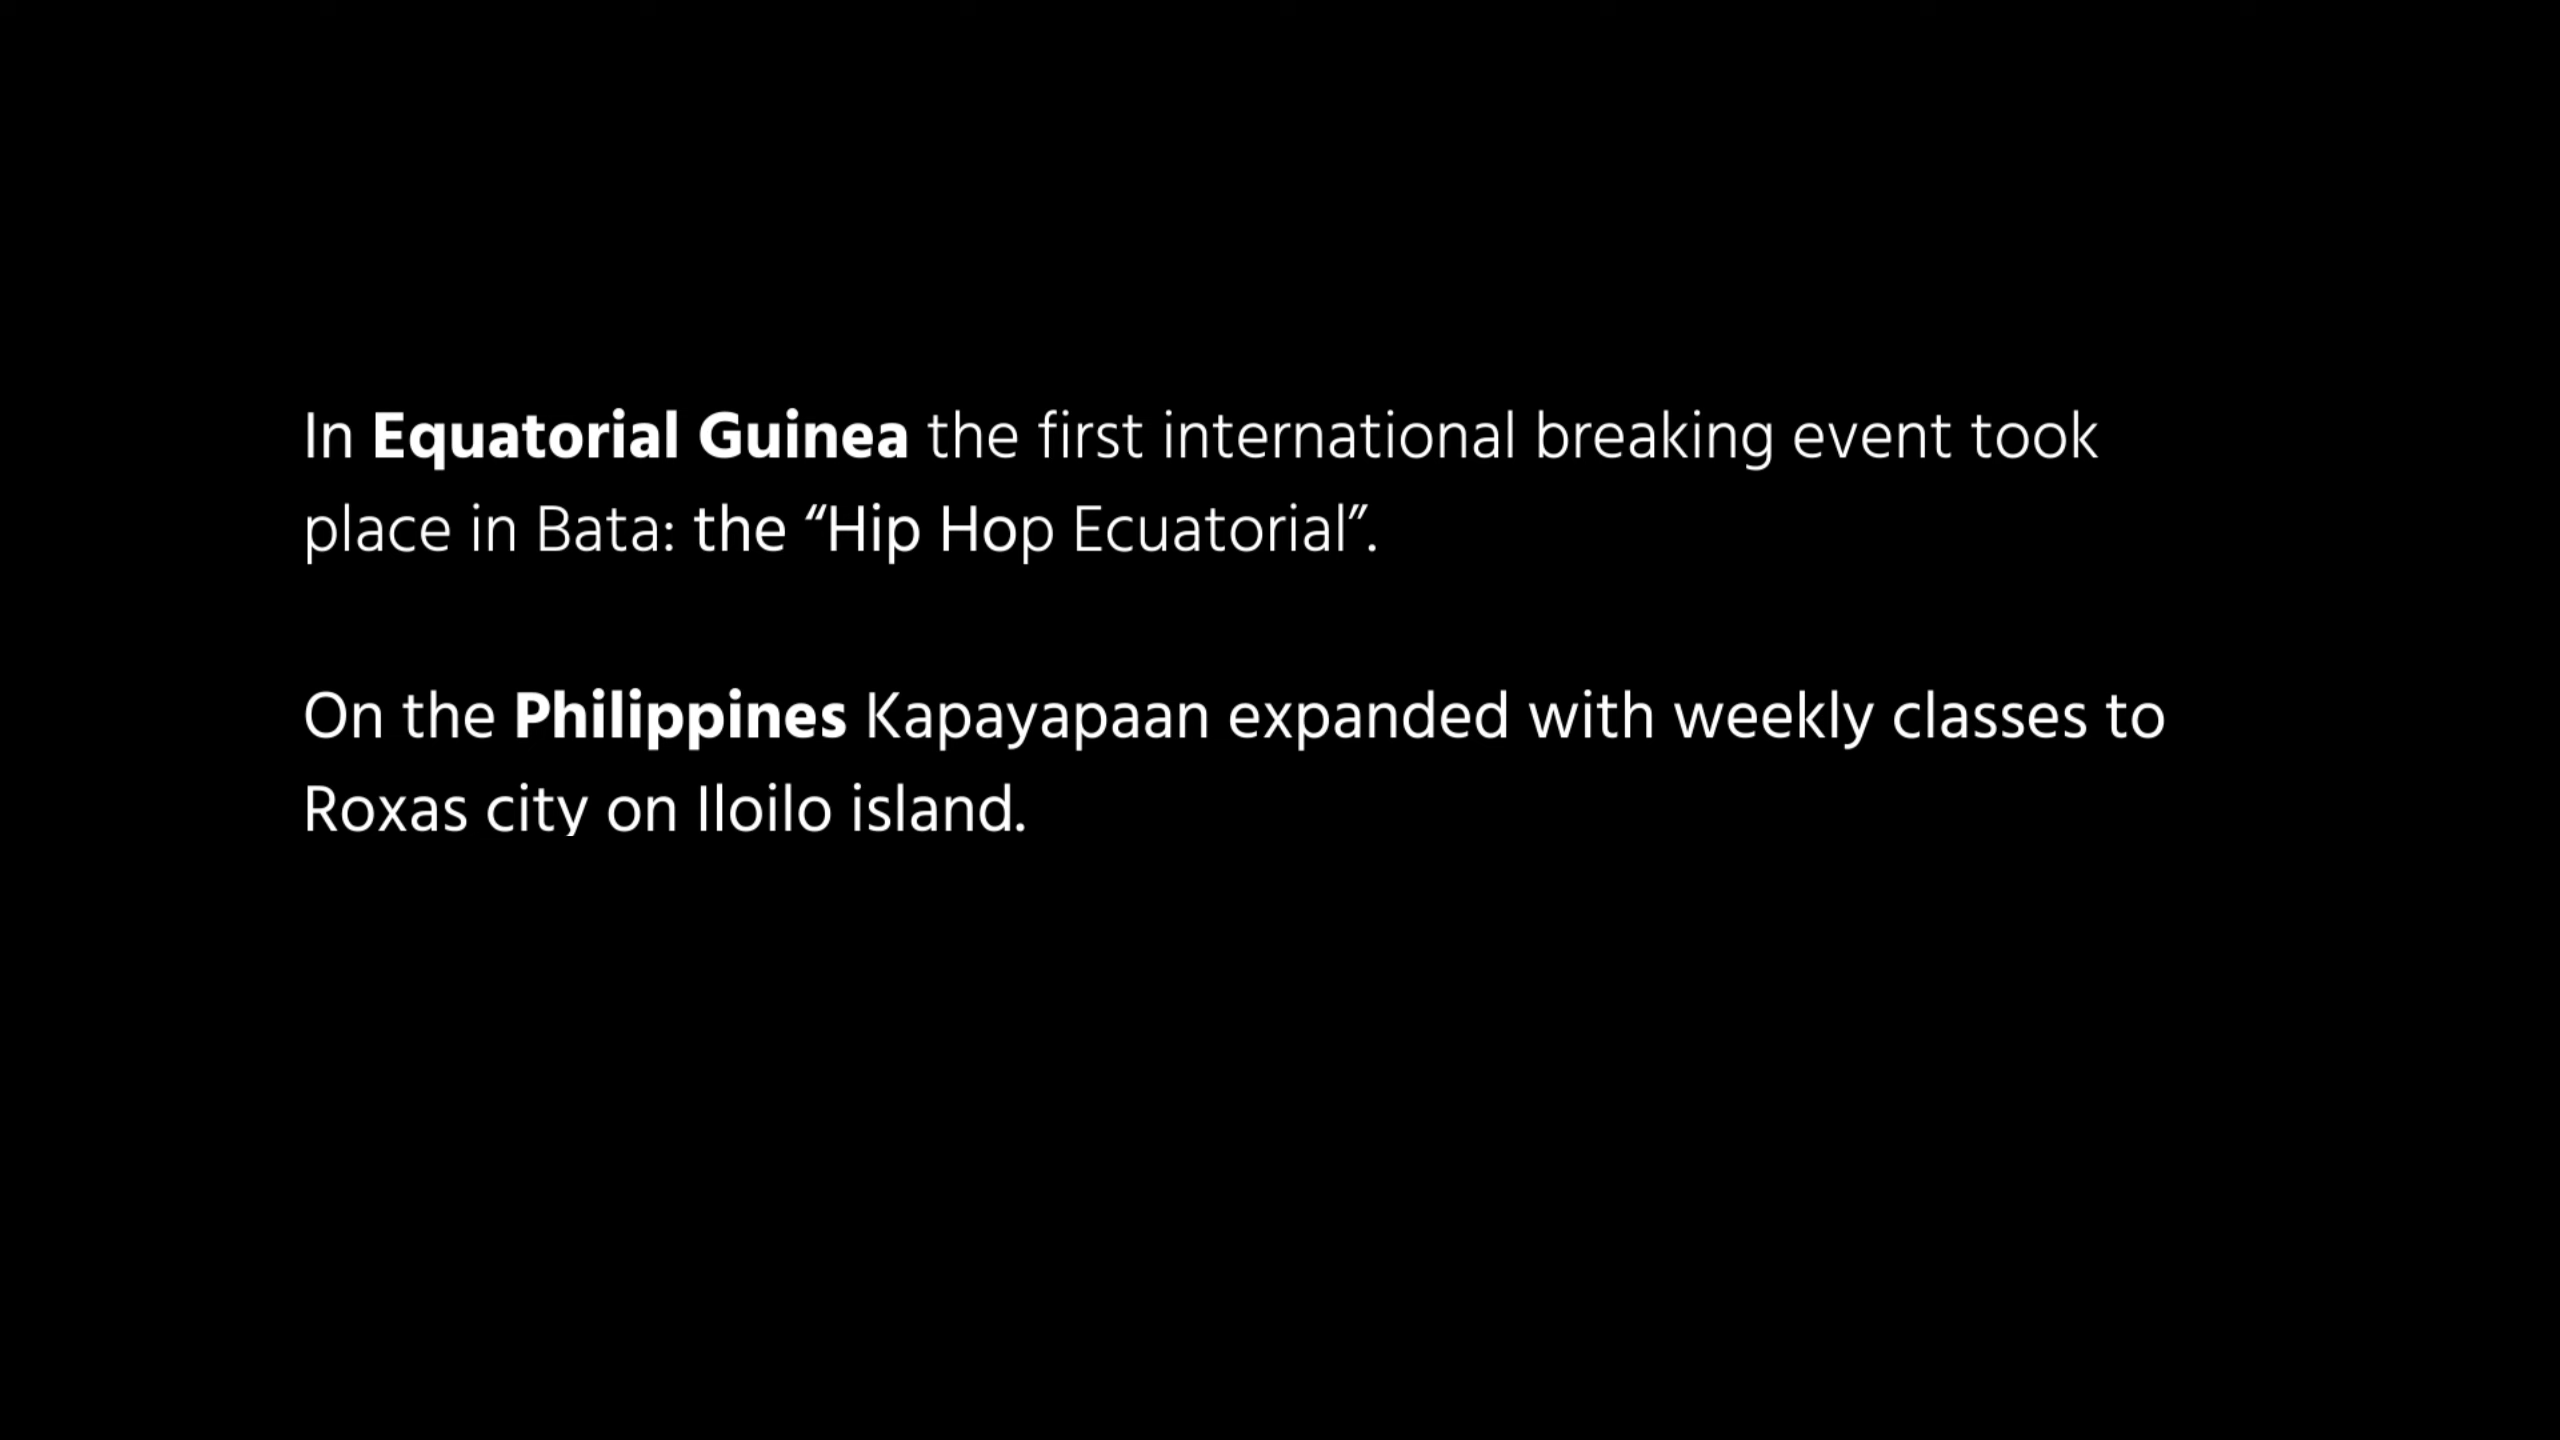 In Equatorial Guinea the first international breaking event took
place in Bata: the “Hip Hop Ecuatorial”.
On the Philippines Kapayapaan expanded with weekly classes to
Roxas city on Iloilo island.